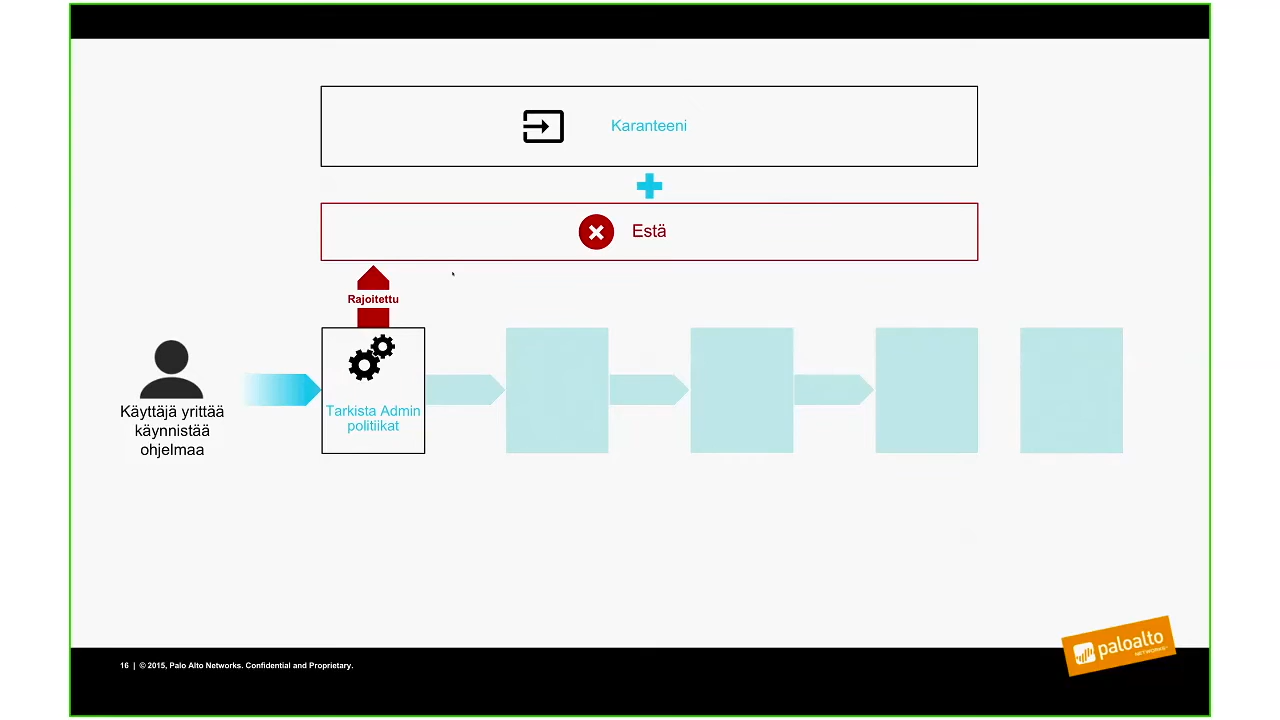 Karanteeni
Estä
Rajoitettu
Tarkista Admin
politiikat
Käyttäjä yrittää
käynnistää
ohjelmaa
16 | © 2015, Palo Alto Networks. Confidential and Proprietary.
paloalto
NETWORKS